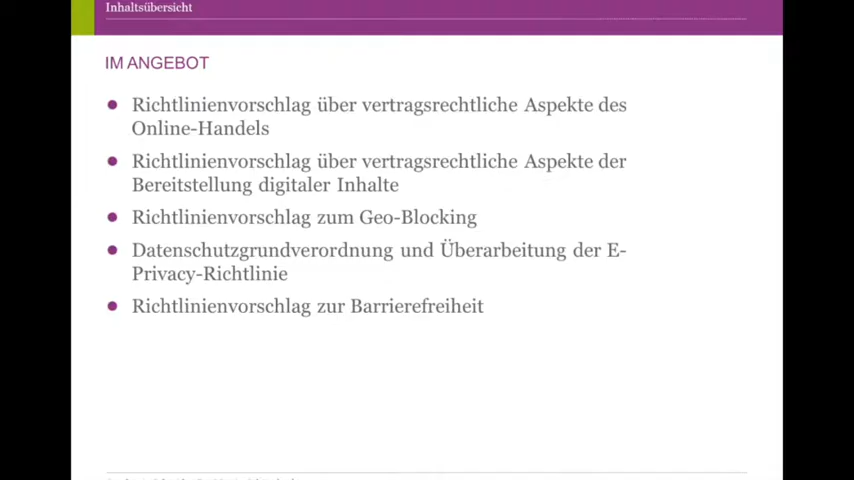 Inhaltsübersicht
IM ANGEBOT
Richtlinienvorschlag über vertragsrechtliche Aspekte des
Online-Handels
Richtlinienvorschlag über vertragsrechtliche Aspekte der
Bereitstellung digitaler Inhalte
Richtlinienvorschlag zum Geo-Blocking
Datenschutzgrundverordnung und Überarbeitung der E-
Privacy-Richtlinie
Richtlinienvorschlag zur Barrierefreiheit